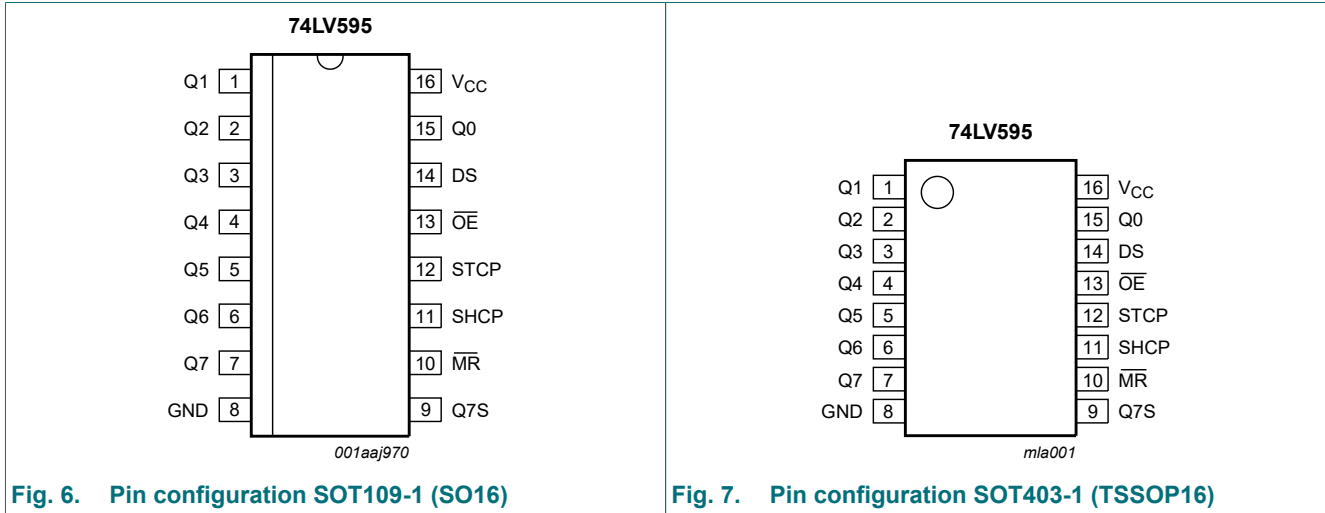 74LV595
Q1 1 16 VCC
Q2 2 15 Q0
Q3 3 14 DS
Q4 4 13 OE
Q5 5 12 STCP
Q6 6 11 SHCP
Q7 7 10 MR
GND 8 9 Q7S
001aaj970
Fig. 6. Pin configuration SOT109-1 (SO16)
74LV595
Q1 1 16 VCC
Q2 2 15 Q0
Q3 3 14 DS
Q4 4 13 OE
Q5 5 12 STCP
Q6 6 11 SHCP
Q7 7 10 MR
GND 8 9 Q7S
mla001
Fig. 7. Pin configuration SOT403-1 (TSSOP16)